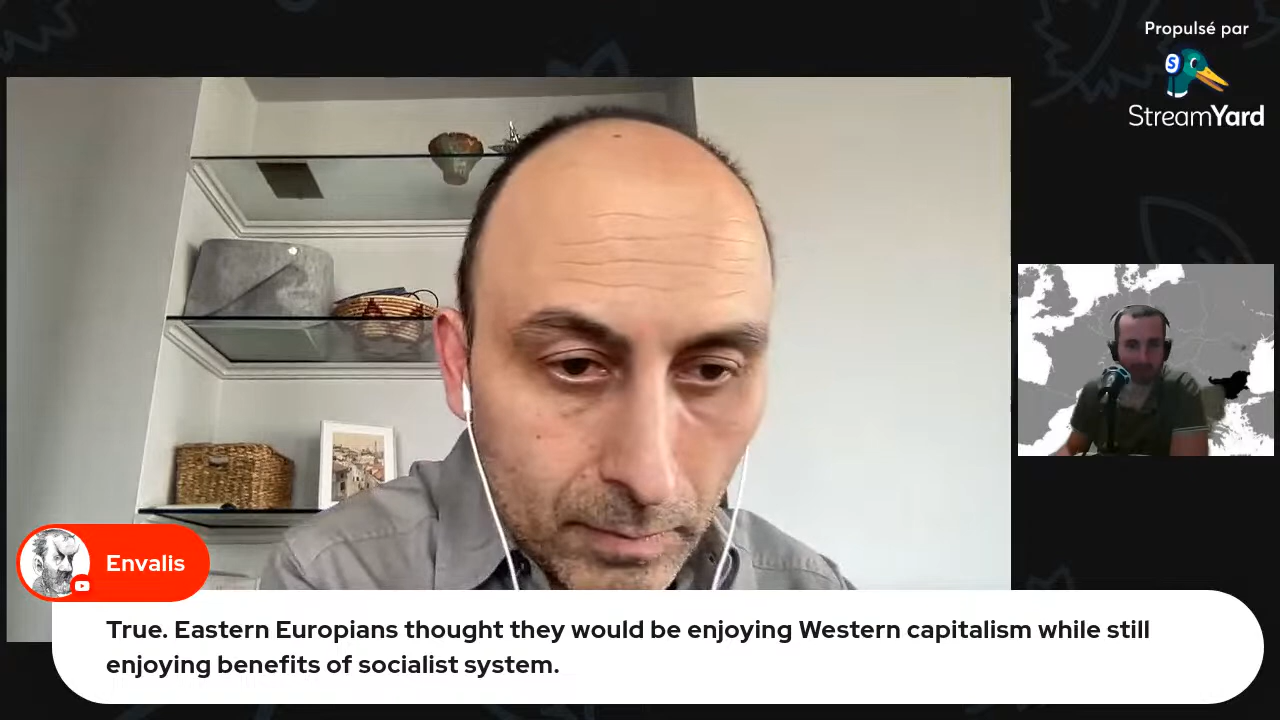 Propulsé par
StreamYard
Envalis
True. Eastern Europians thought they would be enjoying Western capitalism while still
enjoying benefits of socialist system.